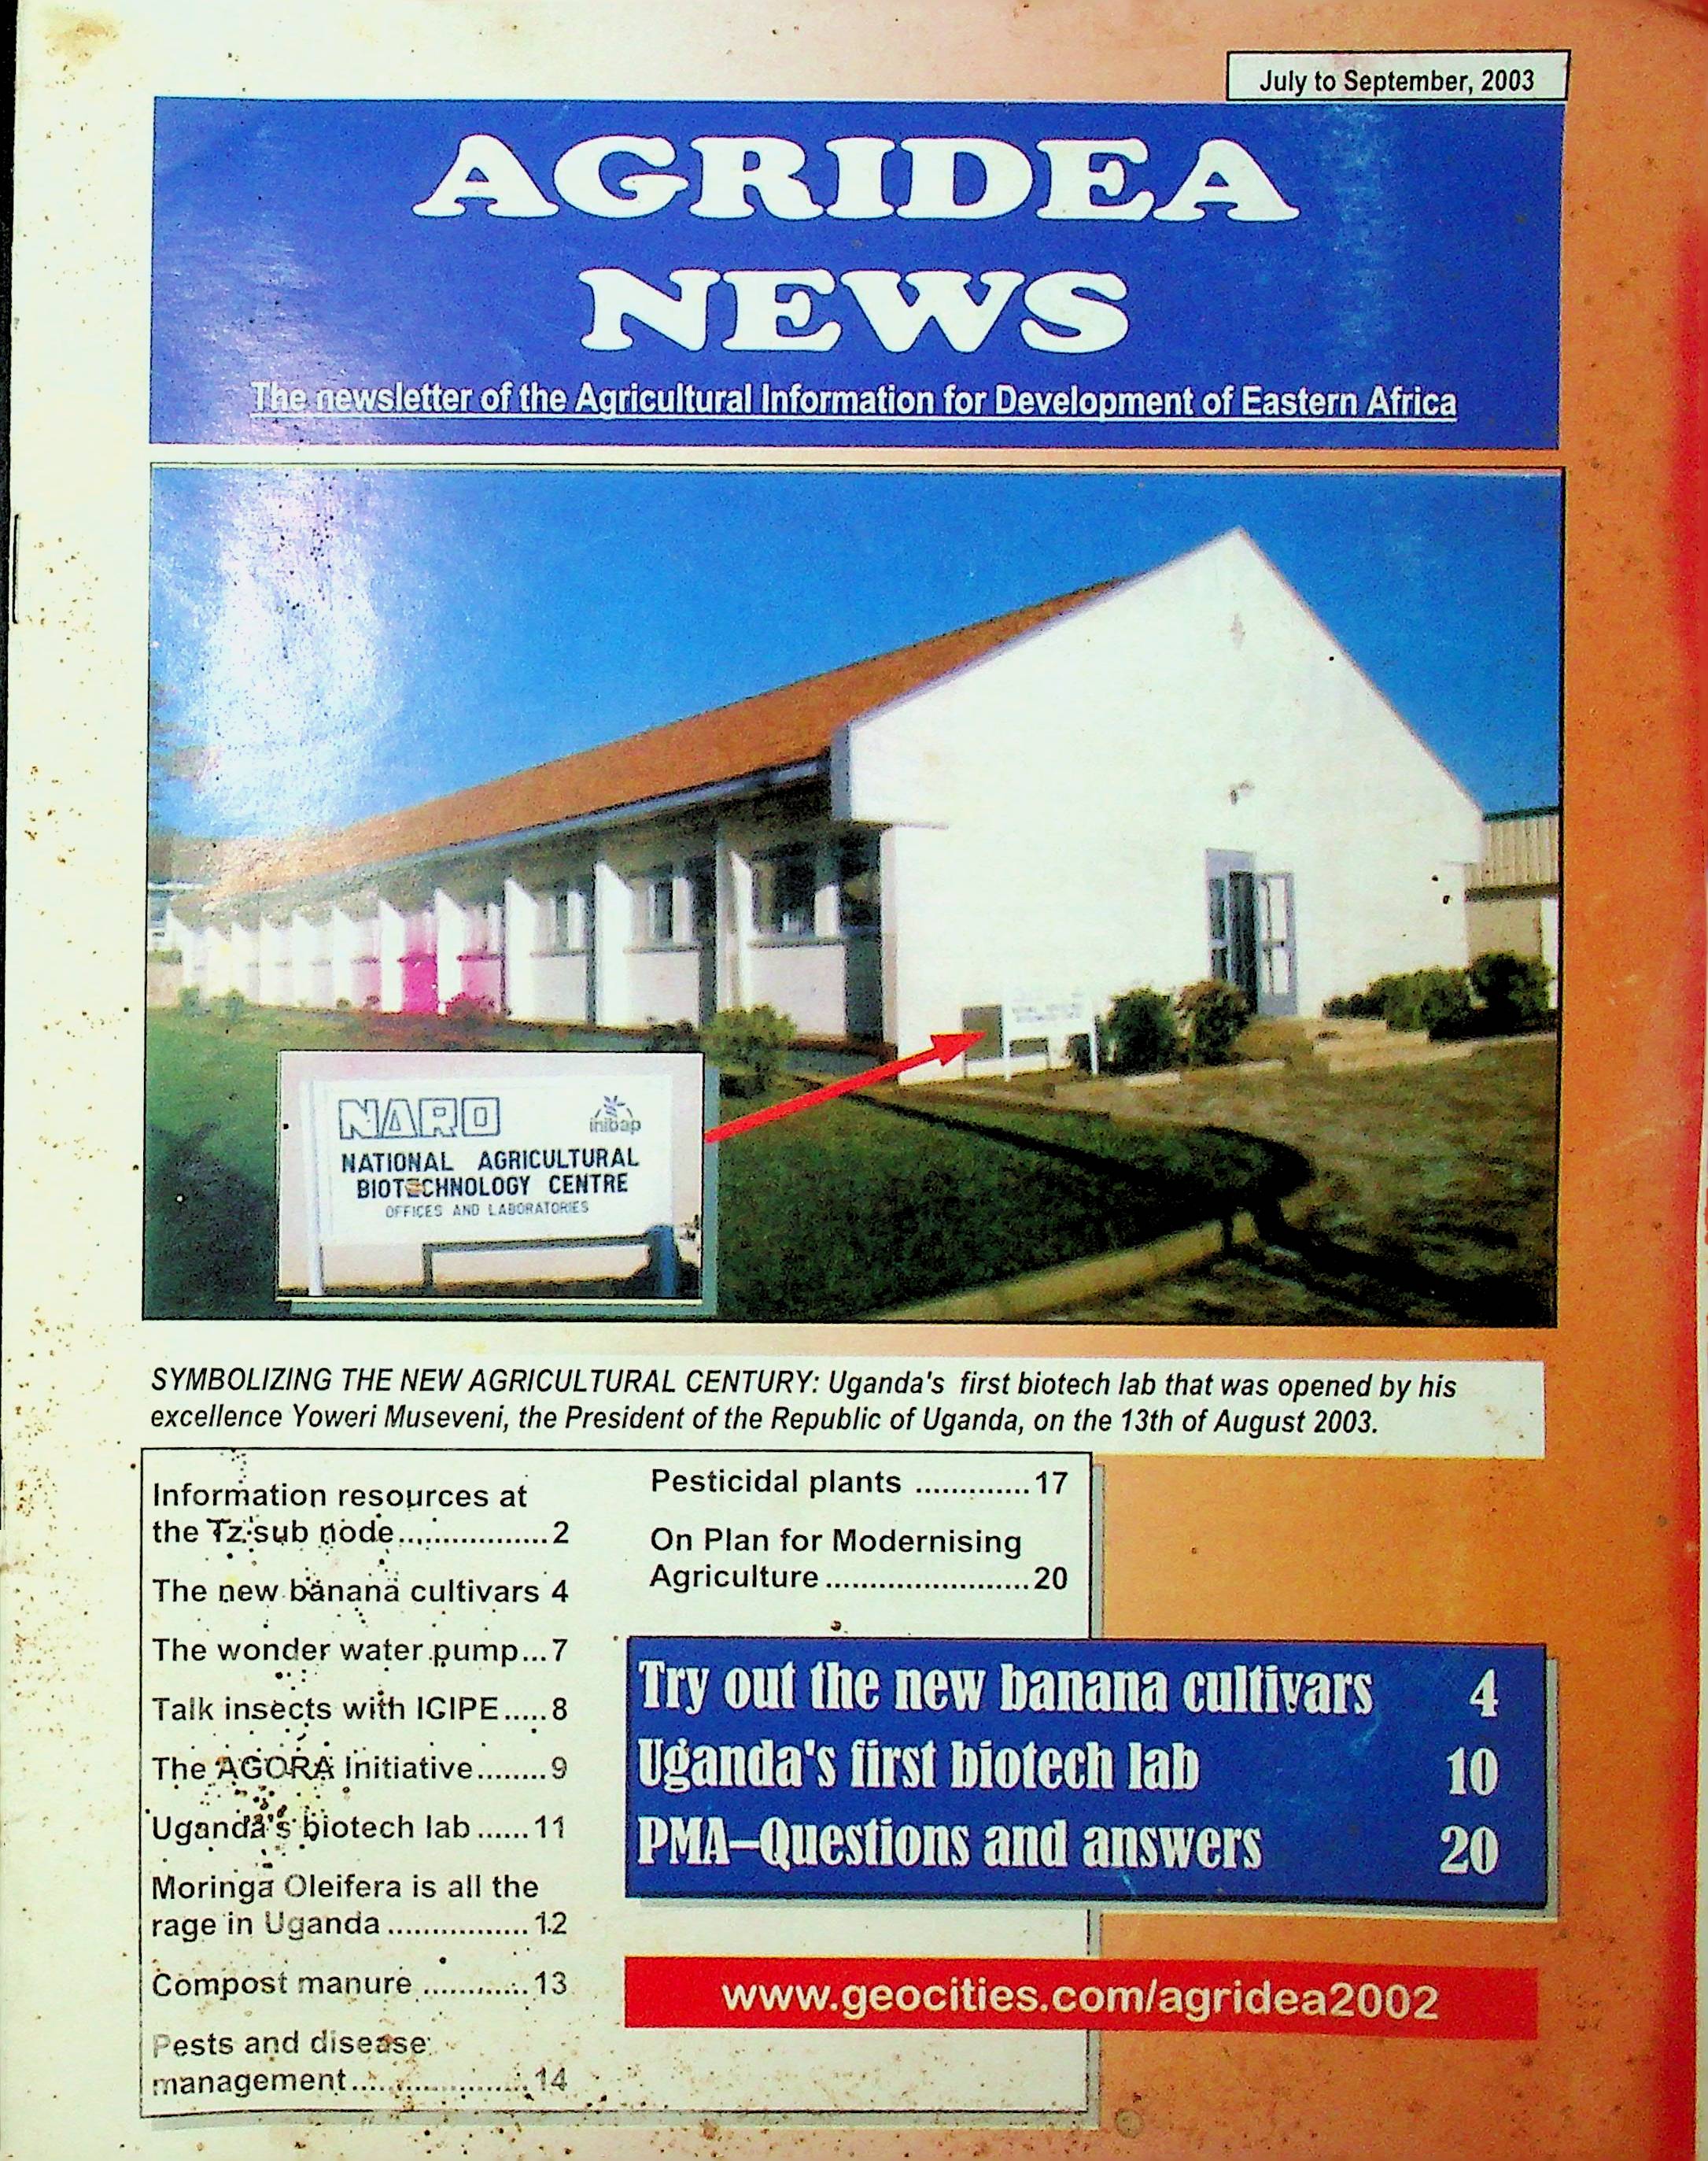 July to September, 2003
AGRIDEA
NEWS
The newsletter of the Agricultural Information for Development of Eastern Africa
NARO
inibap
NATIONAL AGRICULTURAL
BIOTECHNOLOGY CENTRE
OFFICES AND LABORATORIES
SYMBOLIZING THE NEW AGRICULTURAL CENTURY: Uganda's first biotech lab that was opened by his
excellence Yoweri Museveni, the President of the Republic of Uganda, on the 13th of August 2003.
Information resources at
the Tz sub node.................2
The new banana cultivars 4
The wonder water pump...7
Talk insects with ICIPE.....8
The AGORA Initiative........9
Uganda's biotech lab......11
Moringa Oleifera is all the
rage in Uganda................12
Compost manure............13
Pests and disease
management....................14
Pesticidal plants .............17
On Plan for Modernising
Agriculture.......................20
Try out the new banana cultivars 4
Uganda's first biotech lab 10
PMA–Questions and answers 20
www.geocities.com/agridea2002